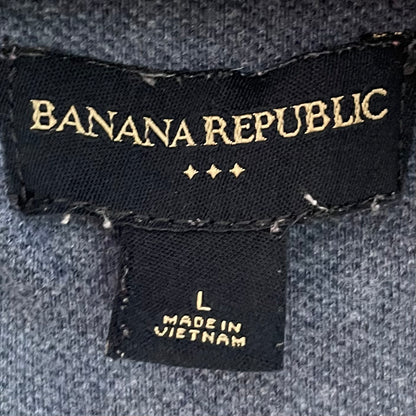 BANANA REPUBLIC
L
MADE IN
VIETNAM